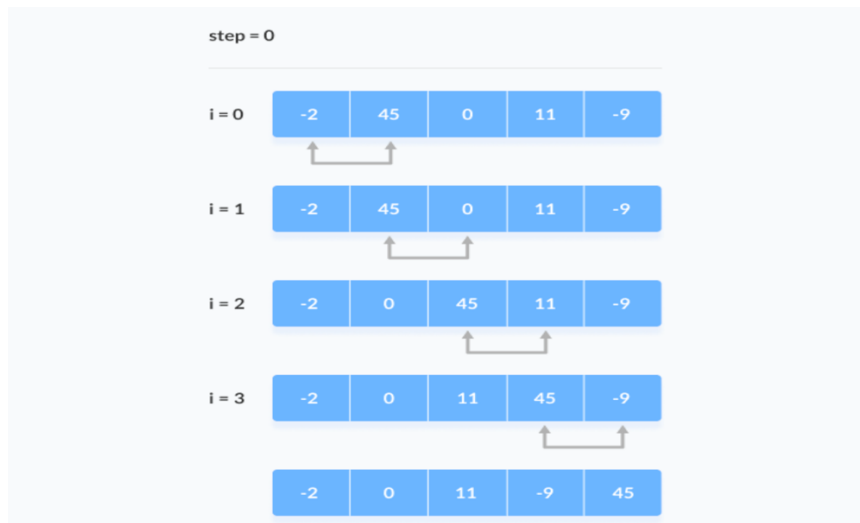 step = 0
i = 0 -2 45 0 11 -9
i = 1 -2 45 0 11 -9
i = 2 -2 0 45 11 -9
i = 3 -2 0 11 45 -9
-2 0 11 -9 45